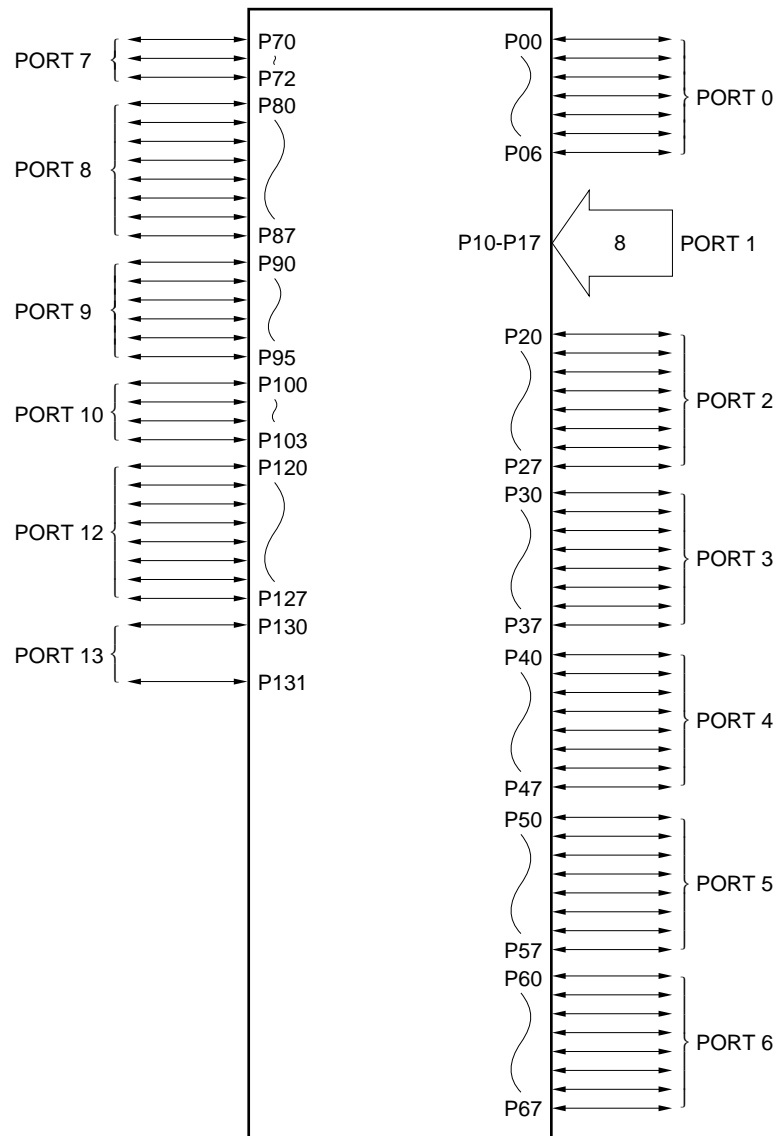 PORT 7
P70
~
P72
PORT 8
P80
P87
PORT 9
P90
P95
PORT 10
P100
~
P103
PORT 12
P120
P127
PORT 13
P130
P131
P00
P06
PORT 0
P10-P17
8
PORT 1
P20
P27
PORT 2
P30
P37
PORT 3
P40
P47
PORT 4
P50
P57
PORT 5
P60
P67
PORT 6